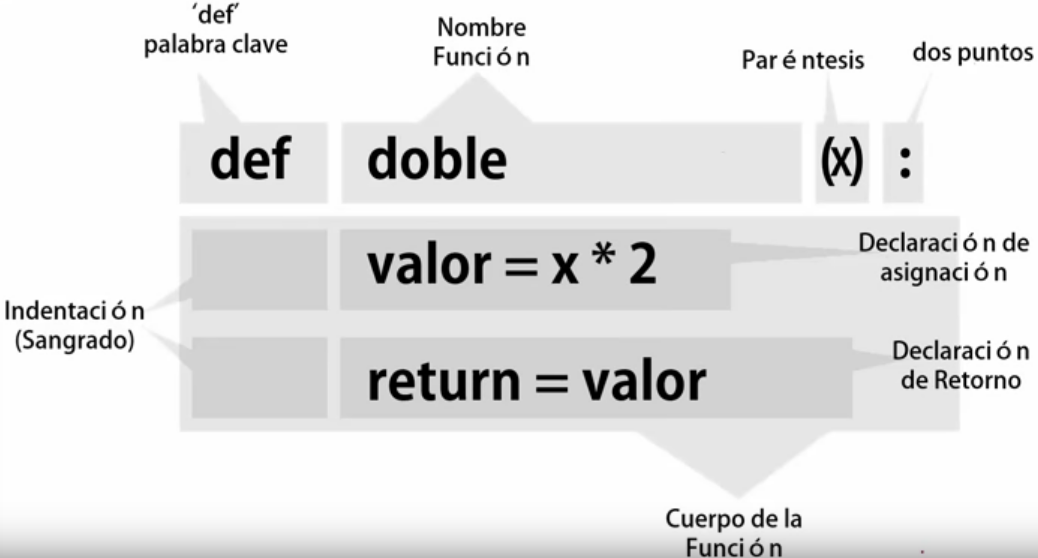 'def'
palabra clave
Nombre
Funci ó n
Par é ntesis
dos puntos
def doble (x) :
valor = x * 2
Declaraci ó n de
asignaci ó n
Indentaci ó n
(Sangrado)
return = valor
Declaraci ó n
de Retorno
Cuerpo de la
Funci ó n